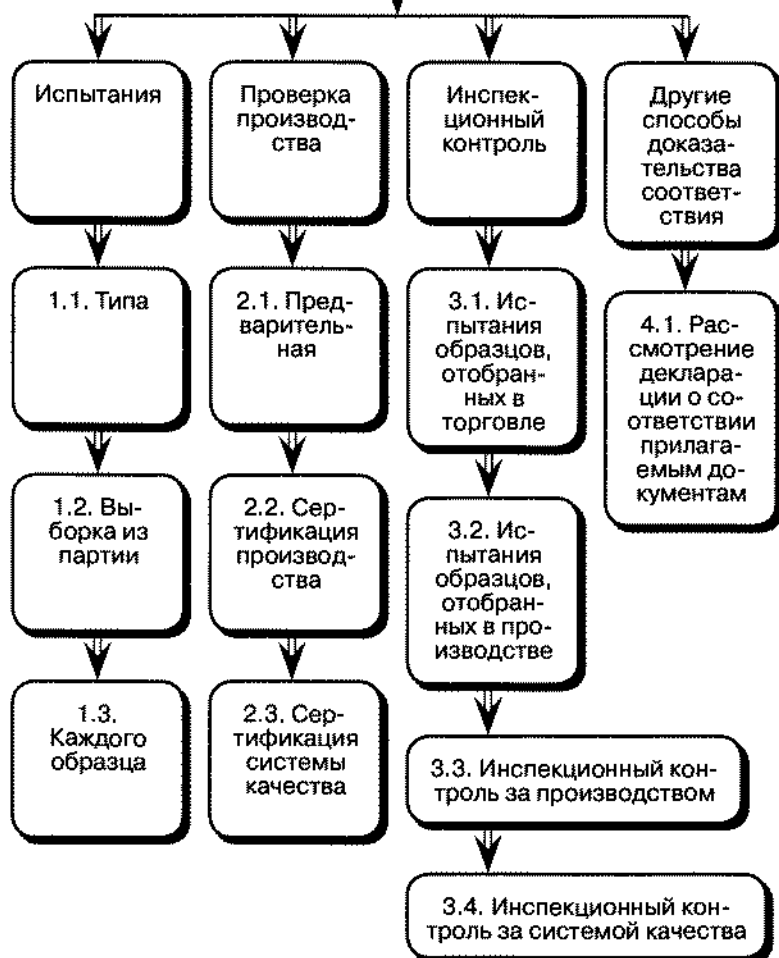 Испытания
Проверка
производ-
ства
Инспек-
ционный
контроль
Другие
способы
доказа-
тельства
соответ-
ствия
1.1. Типа
2.1. Пред-
варитель-
ная
3.1. Ис-
пытания
образцов,
отобран-
ных в
торговле
4.1. Рас-
смотрение
деклара-
ции о со-
ответствии
прилага-
емым до-
кументам
1.2. Вы-
борка из
партии
2.2. Сер-
тификация
производ-
ства
3.2. Ис-
пытания
образцов,
отобран-
ных в про-
изводстве
1.3.
Каждого
образца
2.3. Сер-
тификация
системы
качества
3.3. Инспекционный кон-
троль за производством
3.4. Инспекционный кон-
троль за системой качества